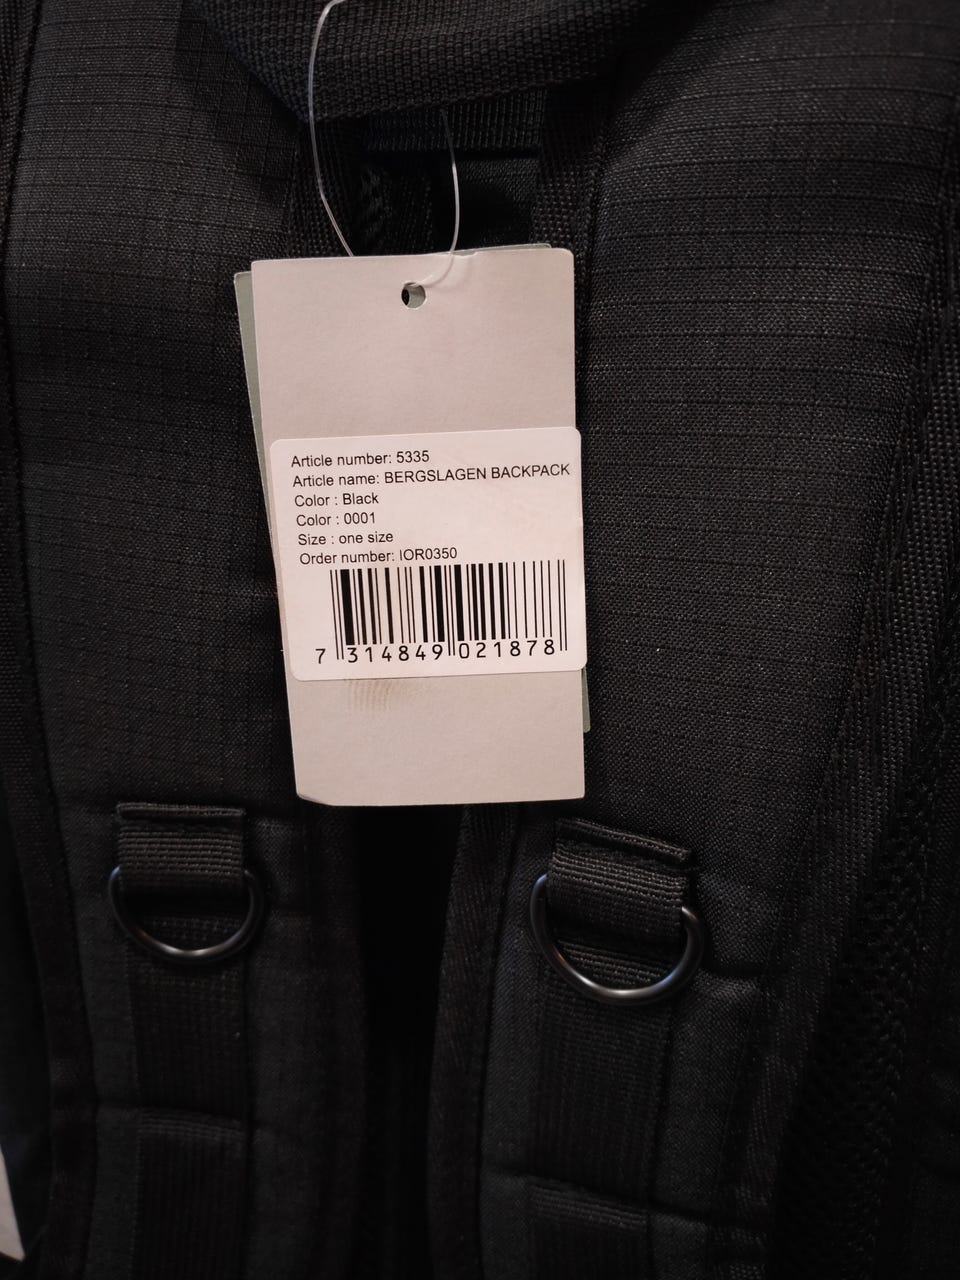 Article number: 5335
Article name: BERGSLAGEN BACKPACK
Color : Black
Color : 0001
Size : one size
Order number: IOR0350
7 314849 021878